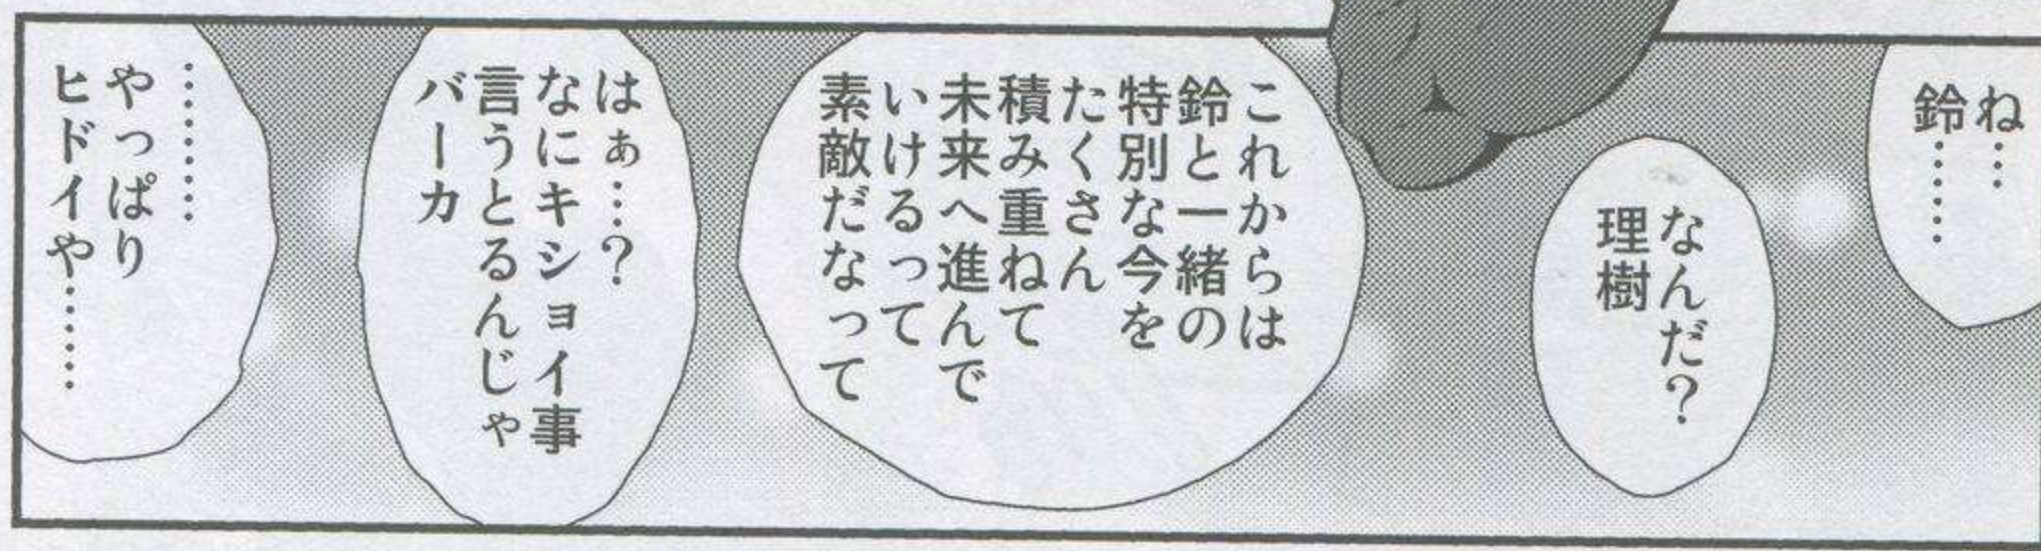 ね…
鈴……
なんだ？
理樹
これからは
鈴と一緒の
特別な今を
たくさん
積み重ねて
未来へ進んで
いけるって
素敵だなって
はぁ…？
なにキショイ事
言うとるんじゃ
バーカ
………
やっぱり
ヒドイや……